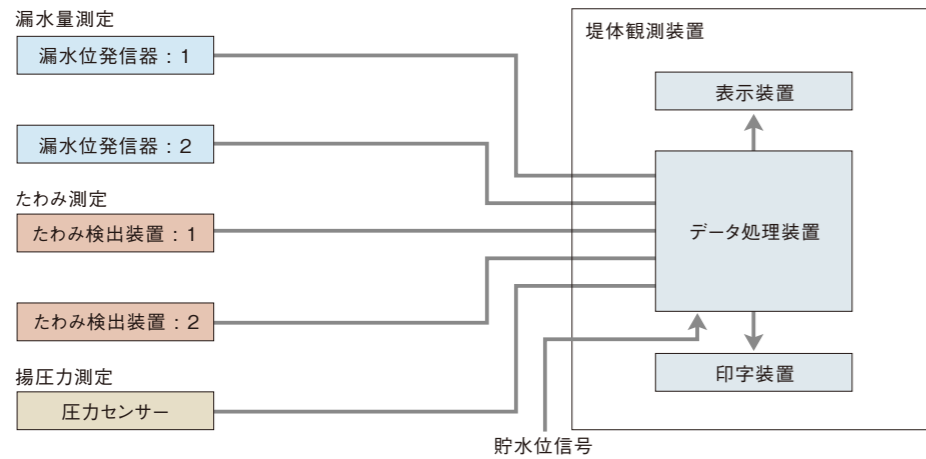 漏水量測定
漏水位発信器：1
漏水位発信器：2
たわみ測定
たわみ検出装置：1
たわみ検出装置：2
揚圧力測定
圧力センサー
堤体観測装置
表示装置
データ処理装置
印字装置
貯水位信号